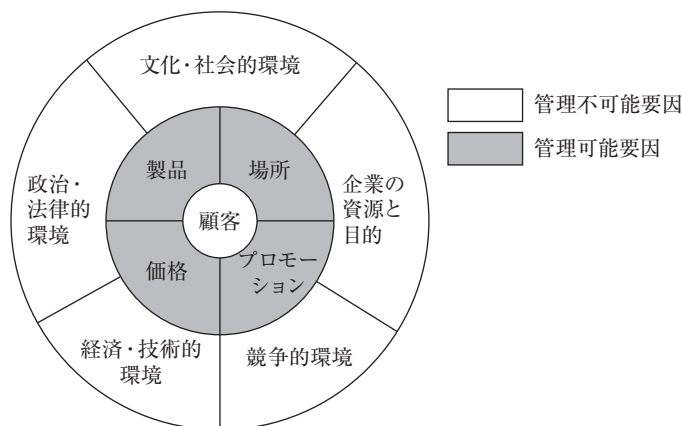 文化・社会的環境
管理不可能要因
管理可能要因
製品
場所
政治・
法律的
環境
顧客
企業の
資源と
目的
価格
プロモー
ション
経済・技術的
環境
競争的環境